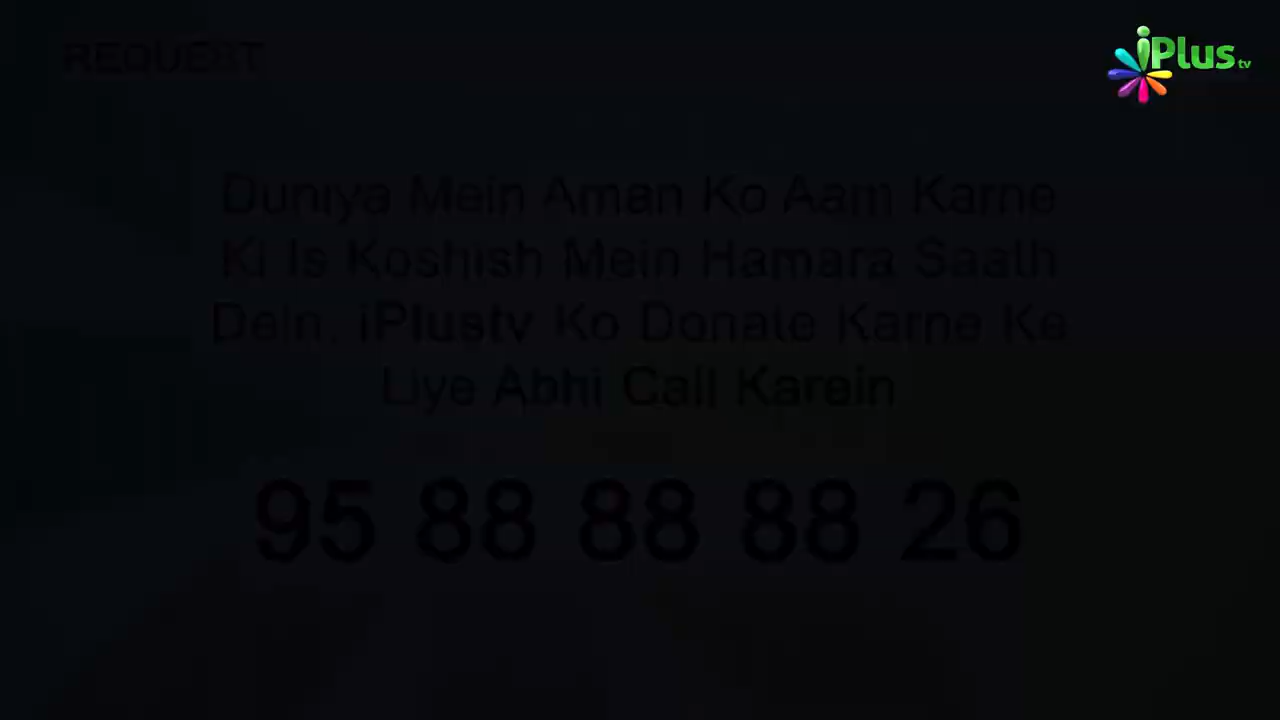 REQUEST
iPlus tv
Duniya Mein Aman Ko Aam Karne
Ki Is Koshish Mein Hamara Saath
Dein. iPlustv Ko Donate Karne Ke
Liye Abhi Call Karein
95 88 88 88 26